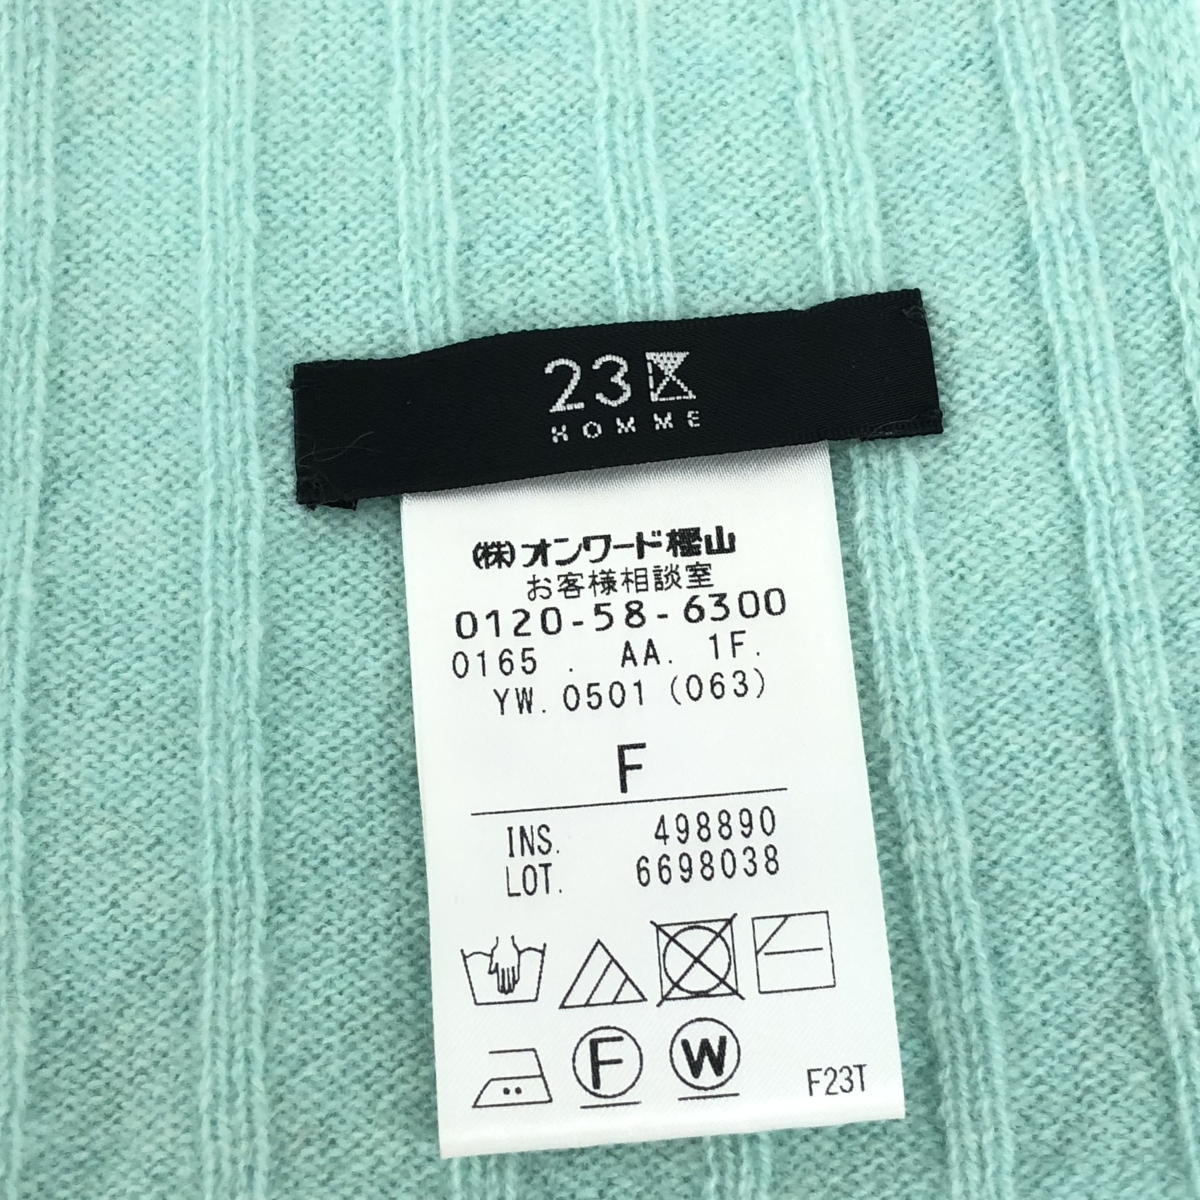 23区
HOMME
(株)オンワード樫山
お客様相談室
0120-58-6300
0165 . AA. 1F.
YW. 0501 (063)
F
INS. 498890
LOT. 6698038
F W
F23T